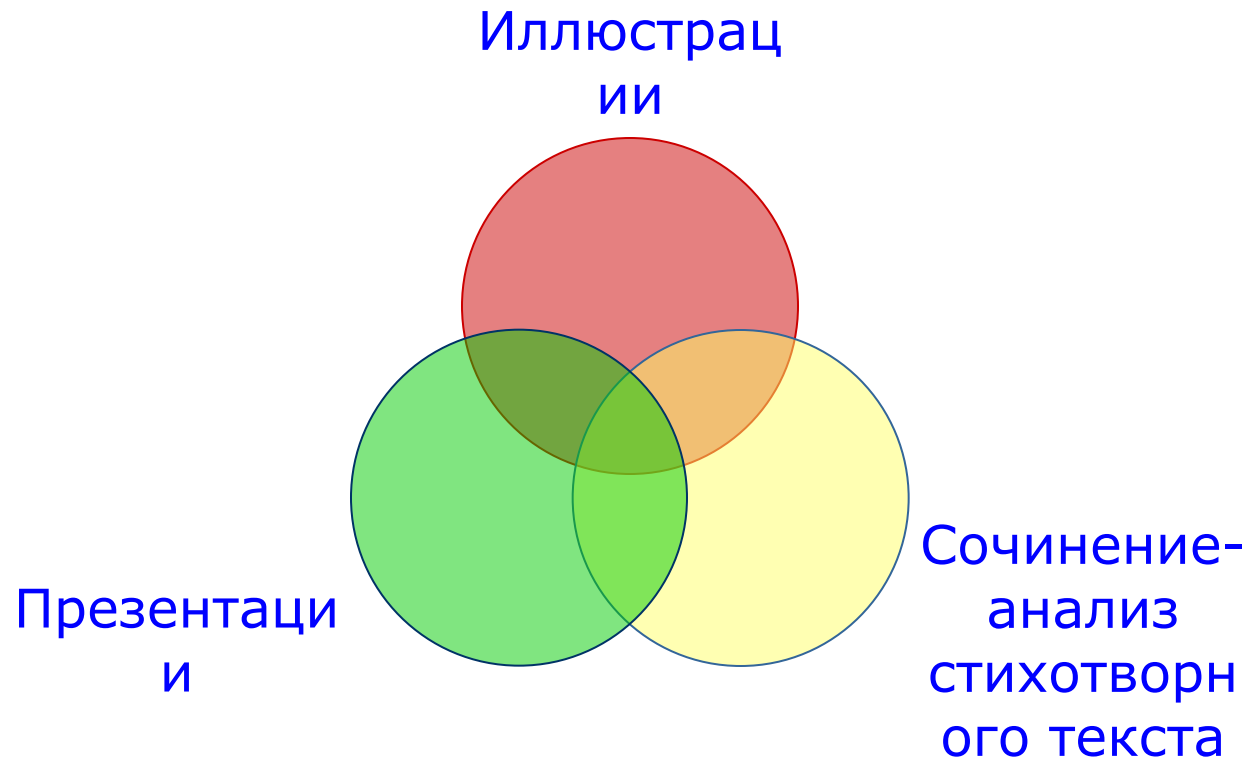 Иллюстрац
ии
Презентаци
и
Сочинение-
анализ
стихотворн
ого текста